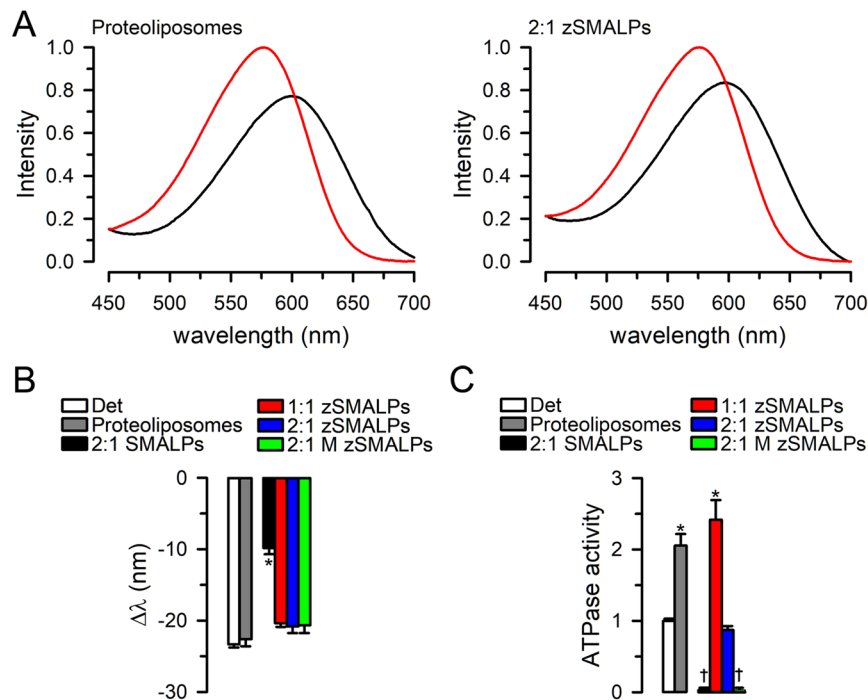 A
Proteoliposomes
2:1 zSMALPs
1.0
0.8
0.6
0.4
0.2
0.0
Intensity
450 500 550 600 650 700
wavelength (nm)
1.0
0.8
0.6
0.4
0.2
0.0
Intensity
450 500 550 600 650 700
wavelength (nm)
B
Det
Proteoliposomes
2:1 SMALPs
1:1 zSMALPs
2:1 zSMALPs
2:1 M zSMALPs
0
-10
-20
-30
Δλ (nm)
*
C
Det
Proteoliposomes
2:1 SMALPs
1:1 zSMALPs
2:1 zSMALPs
2:1 M zSMALPs
3
2
1
0
ATPase activity
* *
† †